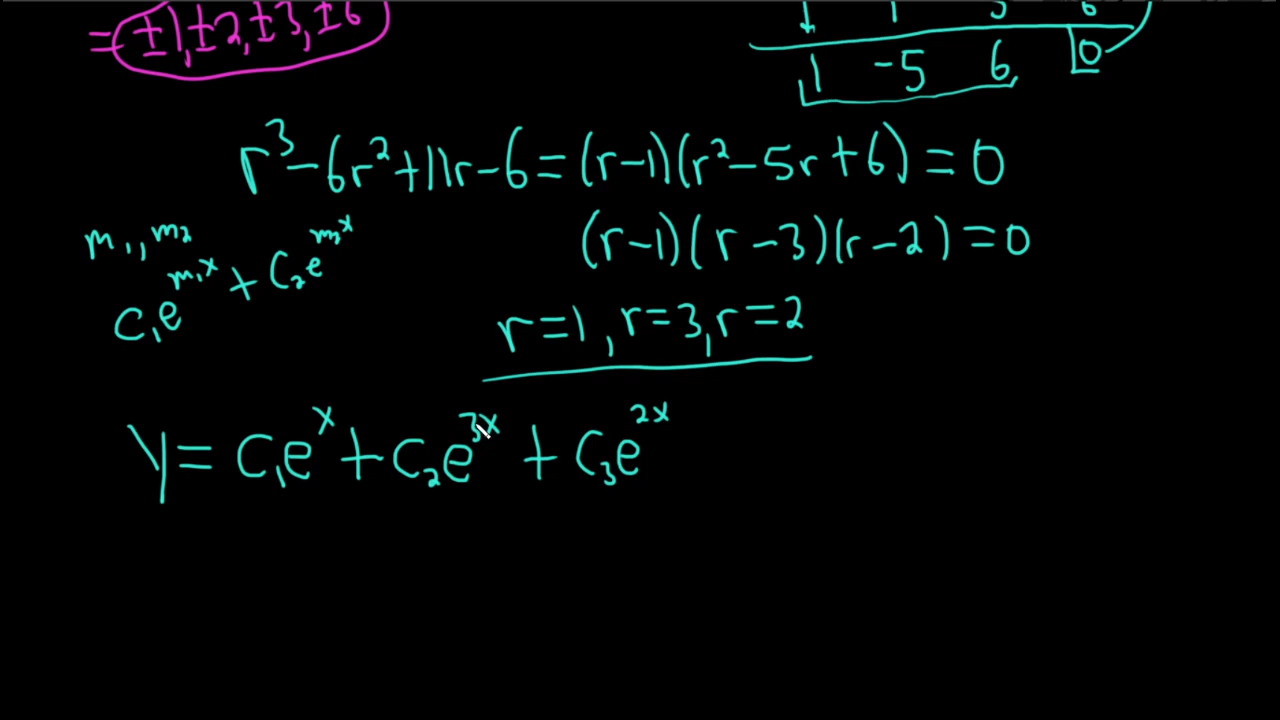 = ±1, ±2, ±3, ±6
1 -5 6 0
r³-6r²+11r-6=(r-1)(r²-5r+6)=0
(r-1)(r-3)(r-2)=0
m₁, m₂
c₁e^{m₁x} + c₂e^{m₂x}
r=1, r=3, r=2
y=c₁e^x+c₂e^{3x}+c₃e^{2x}